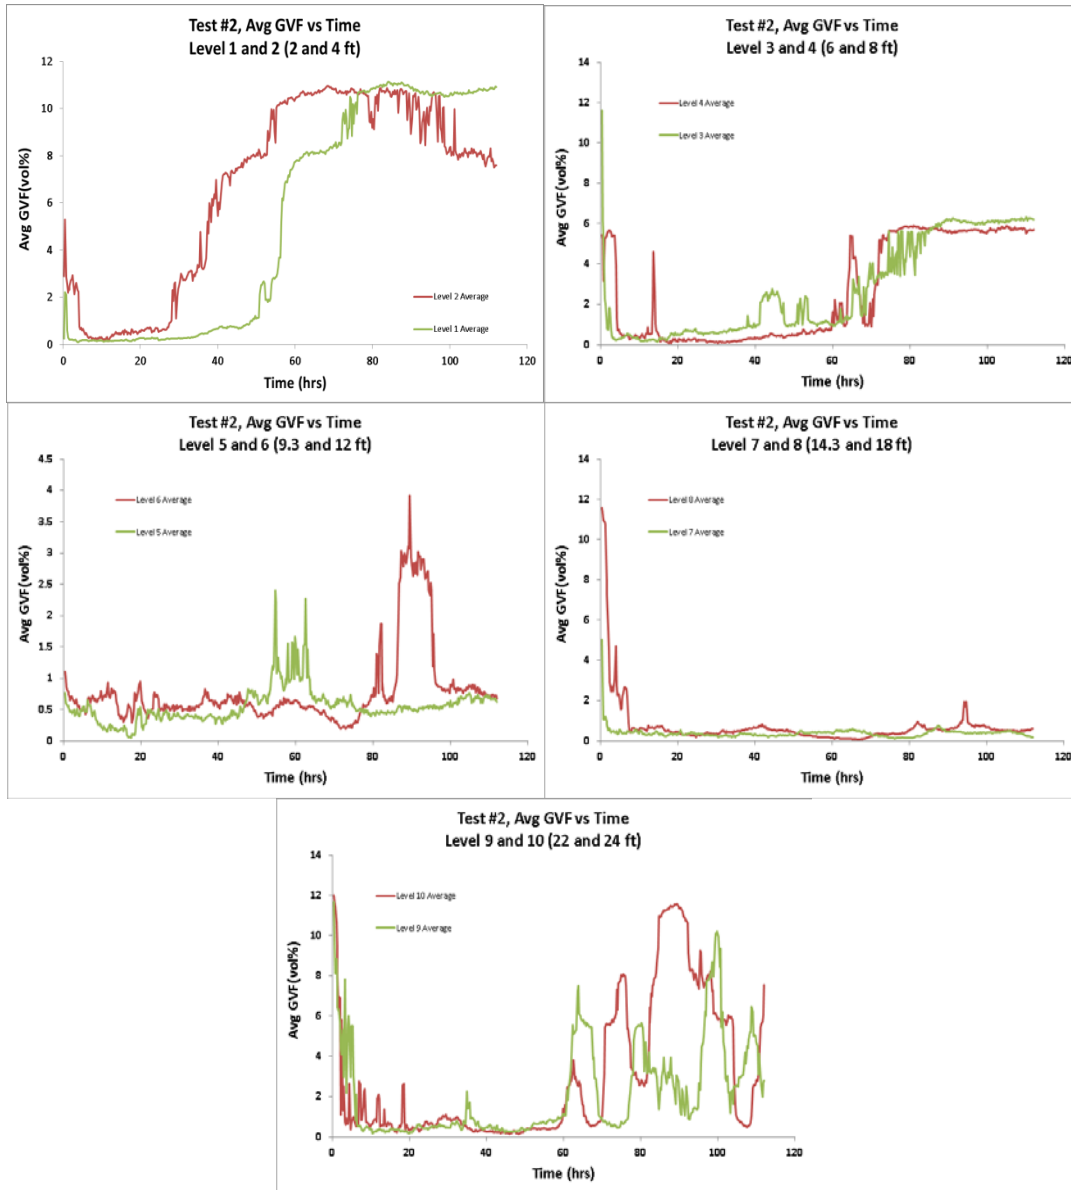 Test #2, Avg GVF vs Time
Level 1 and 2 (2 and 4 ft)
12
10
8
6
4
2
0
Avg GVF(vol%)
Level 2 Average
Level 1 Average
0 20 40 60 80 100 120
Time (hrs)
Test #2, Avg GVF vs Time
Level 3 and 4 (6 and 8 ft)
14
12
10
8
6
4
2
0
Avg GVF(vol%)
Level 4 Average
Level 3 Average
0 20 40 60 80 100 120
Time (hrs)
Test #2, Avg GVF vs Time
Level 5 and 6 (9.3 and 12 ft)
4.5
4
3.5
3
2.5
2
1.5
1
0.5
0
Avg GVF(vol%)
Level 6 Average
Level 5 Average
0 20 40 60 80 100 120
Time (hrs)
Test #2, Avg GVF vs Time
Level 7 and 8 (14.3 and 18 ft)
14
12
10
8
6
4
2
0
Avg GVF(vol%)
Level 8 Average
Level 7 Average
0 20 40 60 80 100 120
Time (hrs)
Test #2, Avg GVF vs Time
Level 9 and 10 (22 and 24 ft)
14
12
10
8
6
4
2
0
Avg GVF(vol%)
Level 10 Average
Level 9 Average
0 20 40 60 80 100 120
Time (hrs)